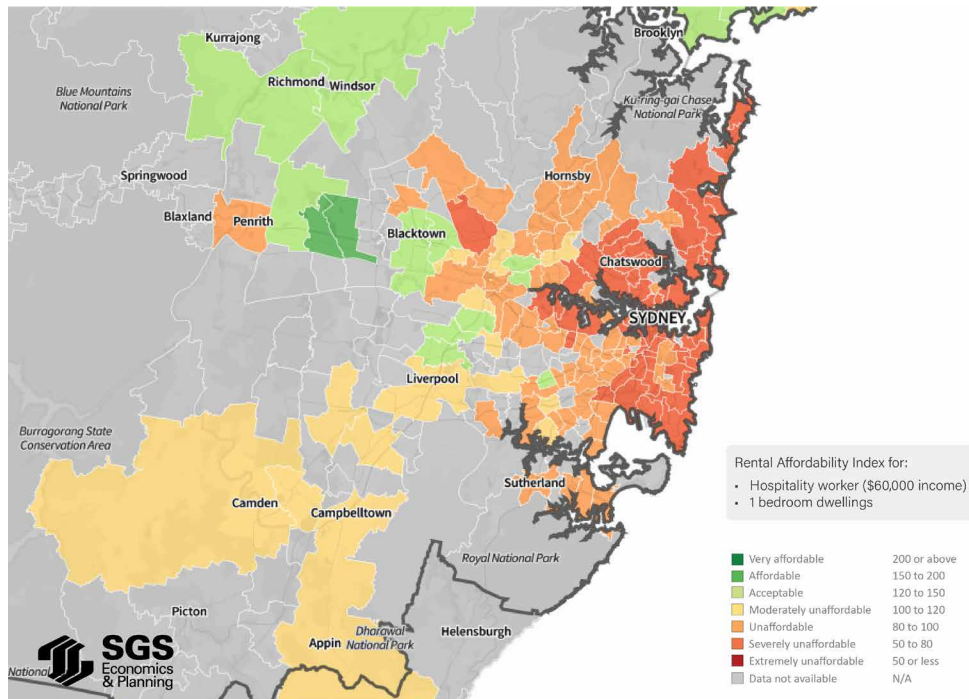 Kurrajong
Brooklyn
Richmond
Windsor
Blue Mountains
National Park
Ku-ring-gai Chase
National Park
Springwood
Hornsby
Blaxland
Penrith
Blacktown
Chatswood
SYDNEY
Liverpool
Burragorang State
Conservation Area
Camden
Campbelltown
Sutherland
Royal National Park
Picton
Appin
Dharawal
National Park
Helensburgh
National
SGS
Economics
& Planning
Rental Affordability Index for:
• Hospitality worker ($60,000 income)
• 1 bedroom dwellings
Very affordable 200 or above
Affordable 150 to 200
Acceptable 120 to 150
Moderately unaffordable 100 to 120
Unaffordable 80 to 100
Severely unaffordable 50 to 80
Extremely unaffordable 50 or less
Data not available N/A